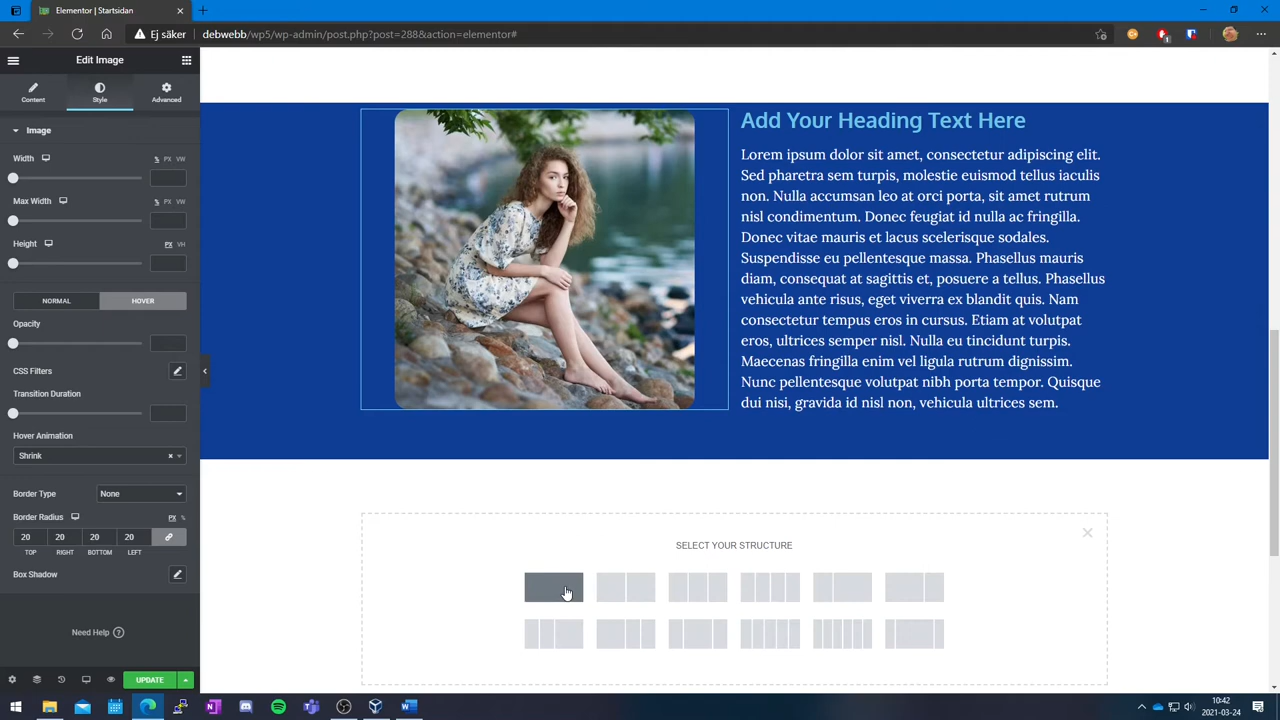 Elementor | Startsidan
Ej säker
debwebb/wp5/wp-admin/post.php?post=288&action=elementor#
1
Edit Image
Content
Style
Advanced
Image
Width
% PX VW
Max Width
% PX VW
Height
PX VH
NORMAL
HOVER
Opacity
CSS Filters
Transition Duration
Hover Animation
Shrink
Border Type
None
Border Radius
PX %
20 20 20 20
TOP RIGHT BOTTOM LEFT
Box Shadow
Need Help
UPDATE
Add Your Heading Text Here
Lorem ipsum dolor sit amet, consectetur adipiscing elit.
Sed pharetra sem turpis, molestie euismod tellus iaculis
non. Nulla accumsan leo at orci porta, sit amet rutrum
nisl condimentum. Donec feugiat id nulla ac fringilla.
Donec vitae mauris et lacus scelerisque sodales.
Suspendisse eu pellentesque massa. Phasellus mauris
diam, consequat at sagittis et, posuere a tellus. Phasellus
vehicula ante risus, eget viverra ex blandit quis. Nam
consectetur tempus eros in cursus. Etiam at volutpat
eros, ultrices semper nisl. Nulla eu tincidunt turpis.
Maecenas fringilla enim vel ligula rutrum dignissim.
Nunc pellentesque volutpat nibh porta tempor. Quisque
dui nisi, gravida id nisl non, vehicula ultrices sem.
SELECT YOUR STRUCTURE
10:42
2021-03-24